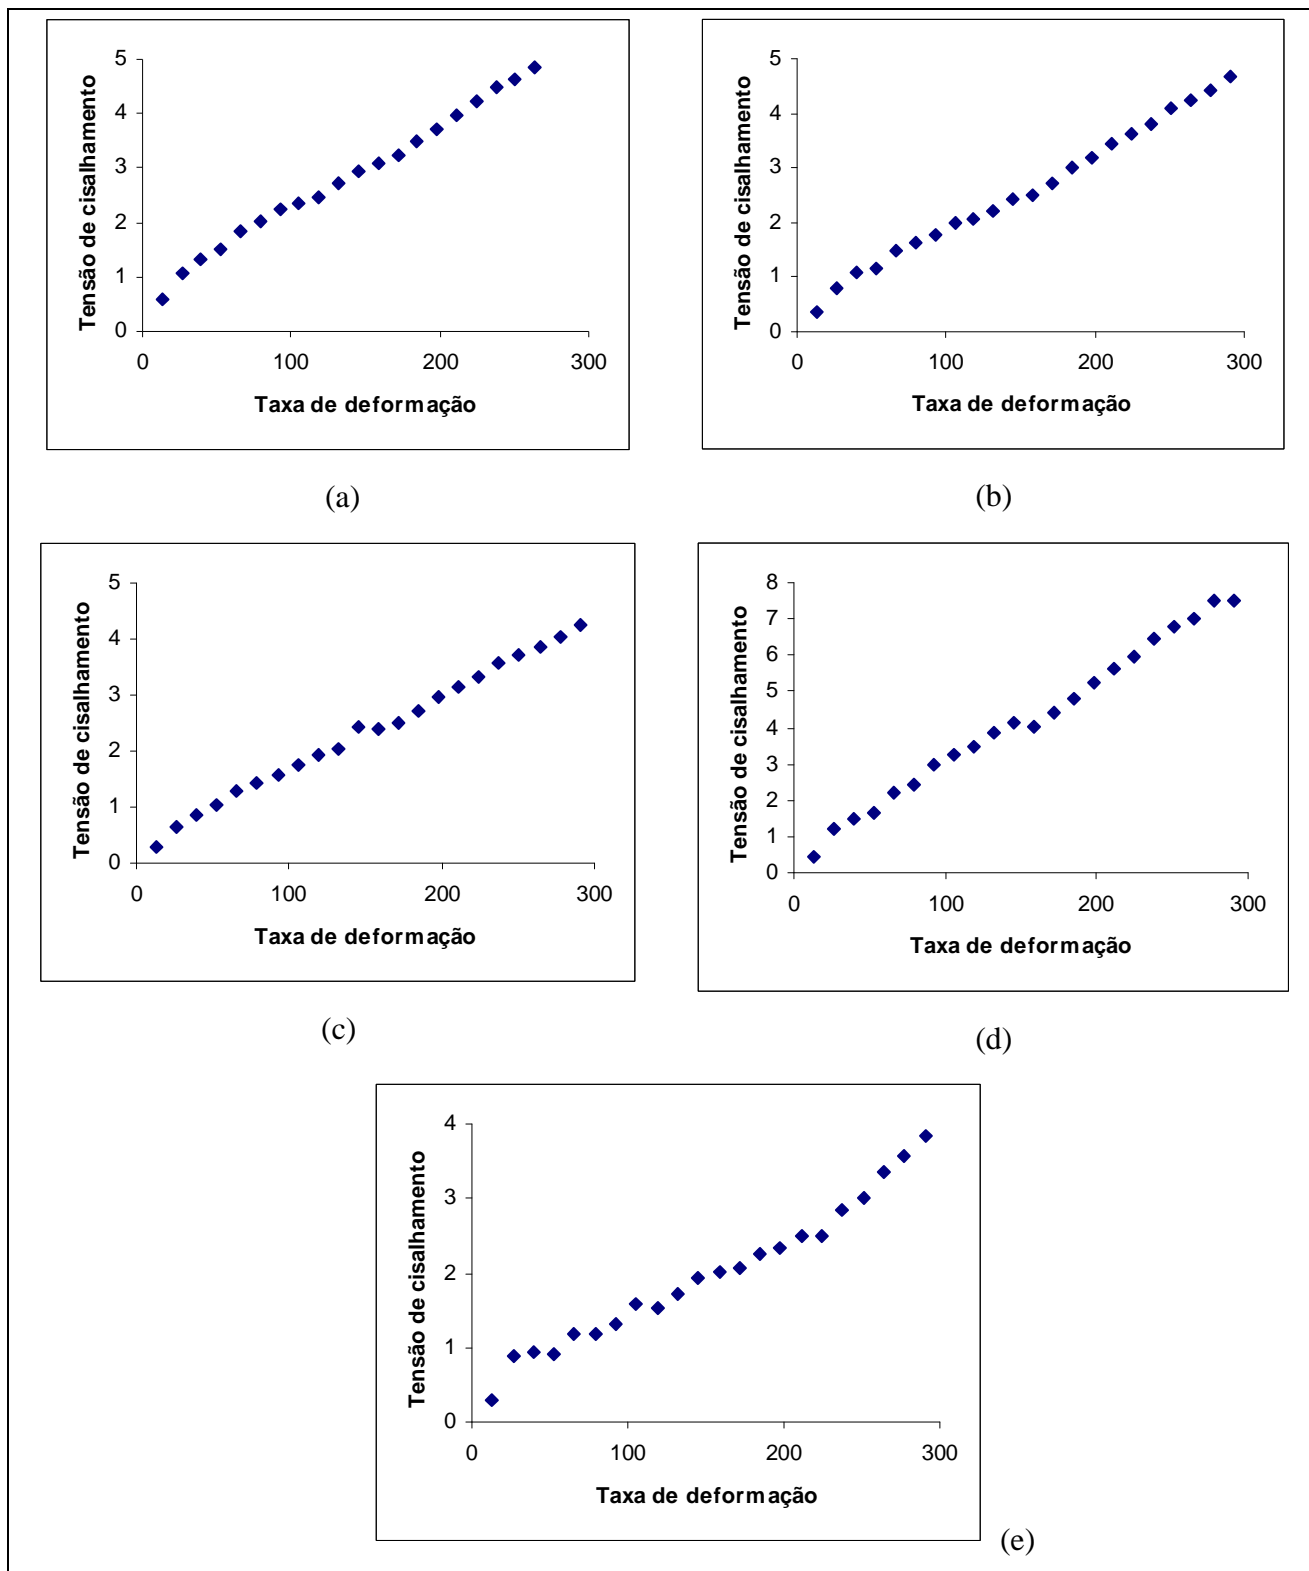 Tensão de cisalhamento
5
4
3
2
1
0
0 100 200 300
Taxa de deformação
(a)
Tensão de cisalhamento
5
4
3
2
1
0
0 100 200 300
Taxa de deformação
(b)
Tensão de cisalhamento
5
4
3
2
1
0
0 100 200 300
Taxa de deformação
(c)
Tensão de cisalhamento
8
7
6
5
4
3
2
1
0
0 100 200 300
Taxa de deformação
(d)
Tensão de cisalhamento
4
3
2
1
0
0 100 200 300
Taxa de deformação
(e)